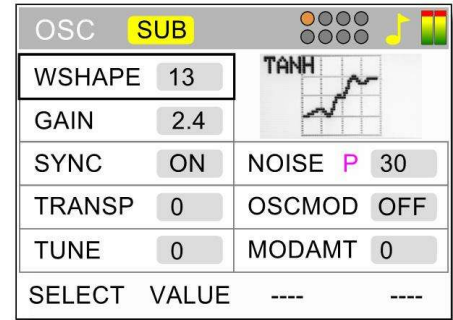 OSC SUB
WSHAPE 13 TANH
GAIN 2.4
SYNC ON NOISE P 30
TRANSP 0 OSCMOD OFF
TUNE 0 MODAMT 0
SELECT VALUE ---- ----